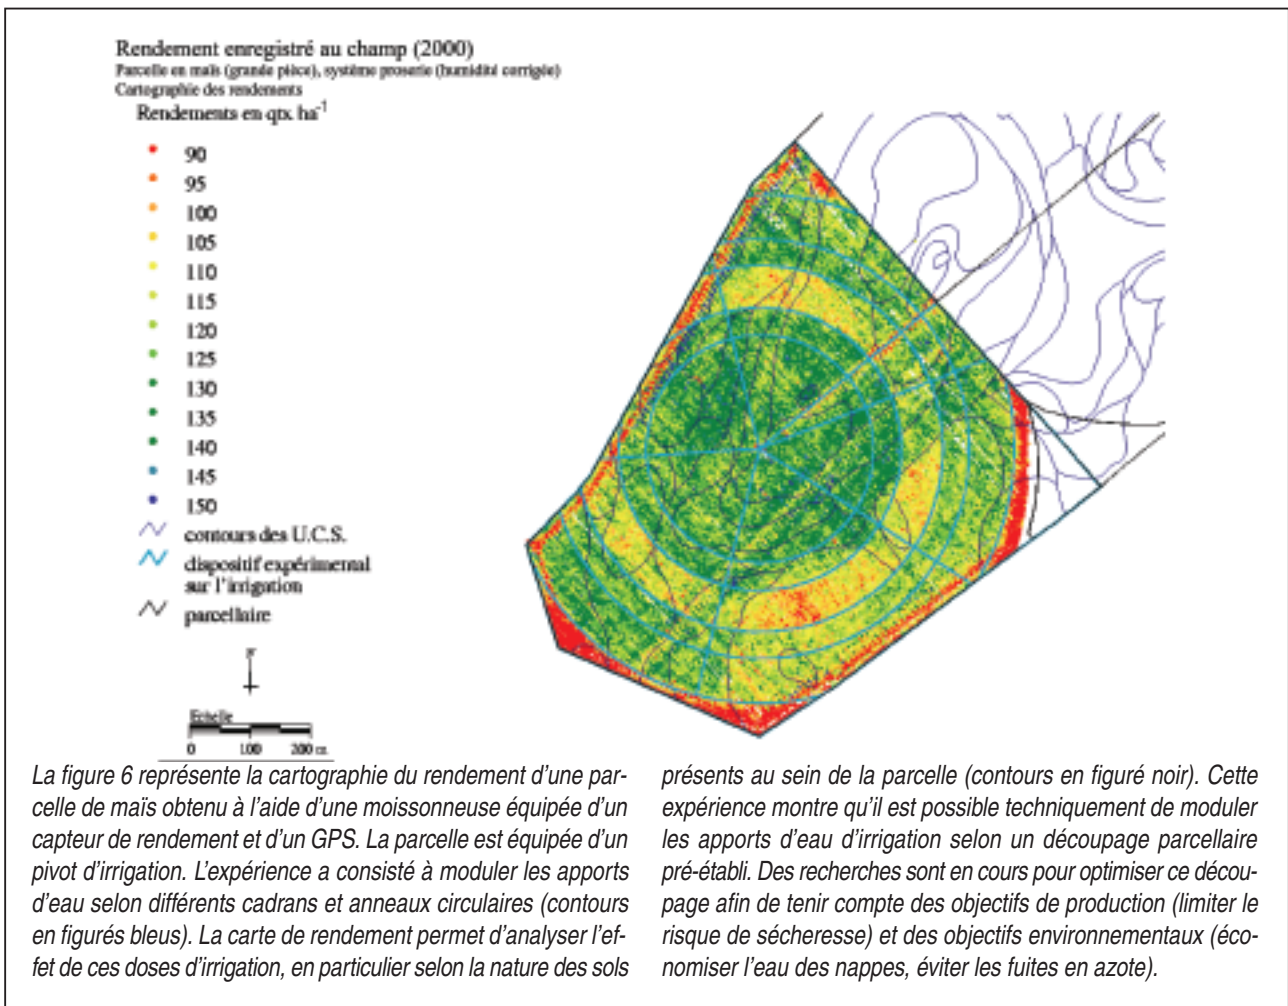 Rendement enregistré au champ (2000)
Parcelle en maïs (grande pièce), système proserie (humidité corrigée)
Cartographie des rendements
Rendements en qtx. ha-1
90
95
100
105
110
115
120
125
130
135
140
145
150
contours des U.C.S.
dispositif expérimental
sur l'irrigation
parcellaire
Echelle
0 100 200 m.
La figure 6 représente la cartographie du rendement d'une par-
celle de maïs obtenu à l'aide d'une moissonneuse équipée d'un
capteur de rendement et d'un GPS. La parcelle est équipée d'un
pivot d'irrigation. L'expérience a consisté à moduler les apports
d'eau selon différents cadrans et anneaux circulaires (contours
en figurés bleus). La carte de rendement permet d'analyser l'ef-
fet de ces doses d'irrigation, en particulier selon la nature des sols
présents au sein de la parcelle (contours en figuré noir). Cette
expérience montre qu'il est possible techniquement de moduler
les apports d'eau d'irrigation selon un découpage parcellaire
pré-établi. Des recherches sont en cours pour optimiser ce décou-
page afin de tenir compte des objectifs de production (limiter le
risque de sécheresse) et des objectifs environnementaux (éco-
nomiser l'eau des nappes, éviter les fuites en azote).